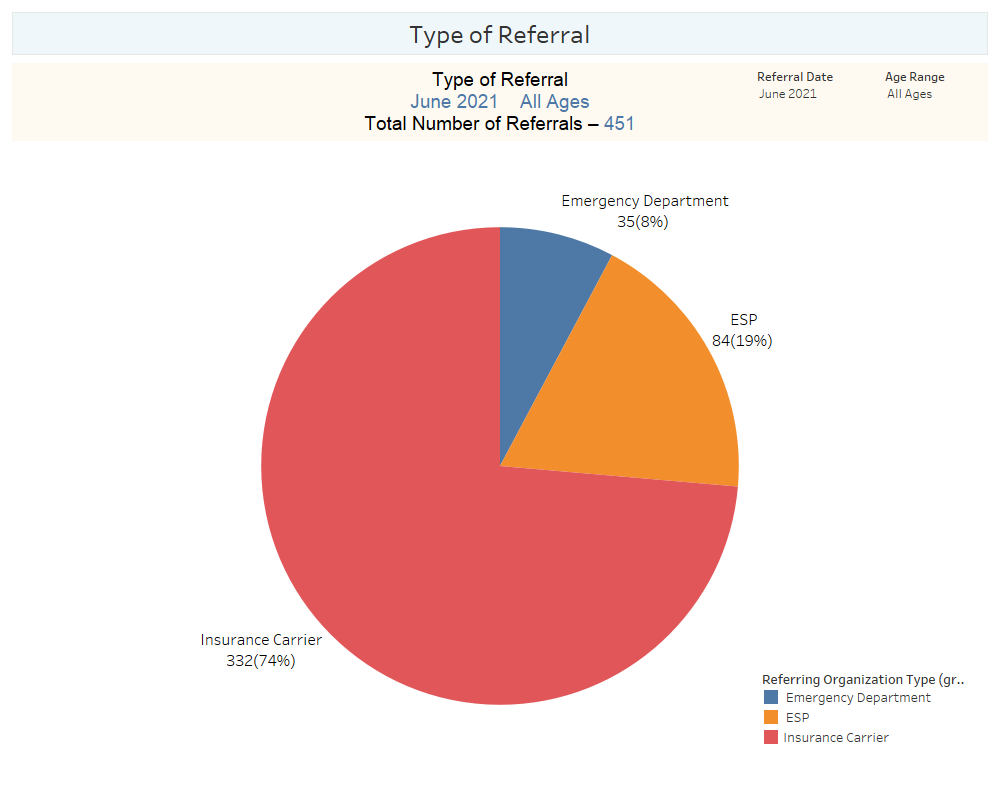 Type of Referral
Type of Referral
June 2021 All Ages
Total Number of Referrals – 451
Referral Date
June 2021
Age Range
All Ages
Emergency Department
35(8%)
ESP
84(19%)
Insurance Carrier
332(74%)
Referring Organization Type (gr..
Emergency Department
ESP
Insurance Carrier